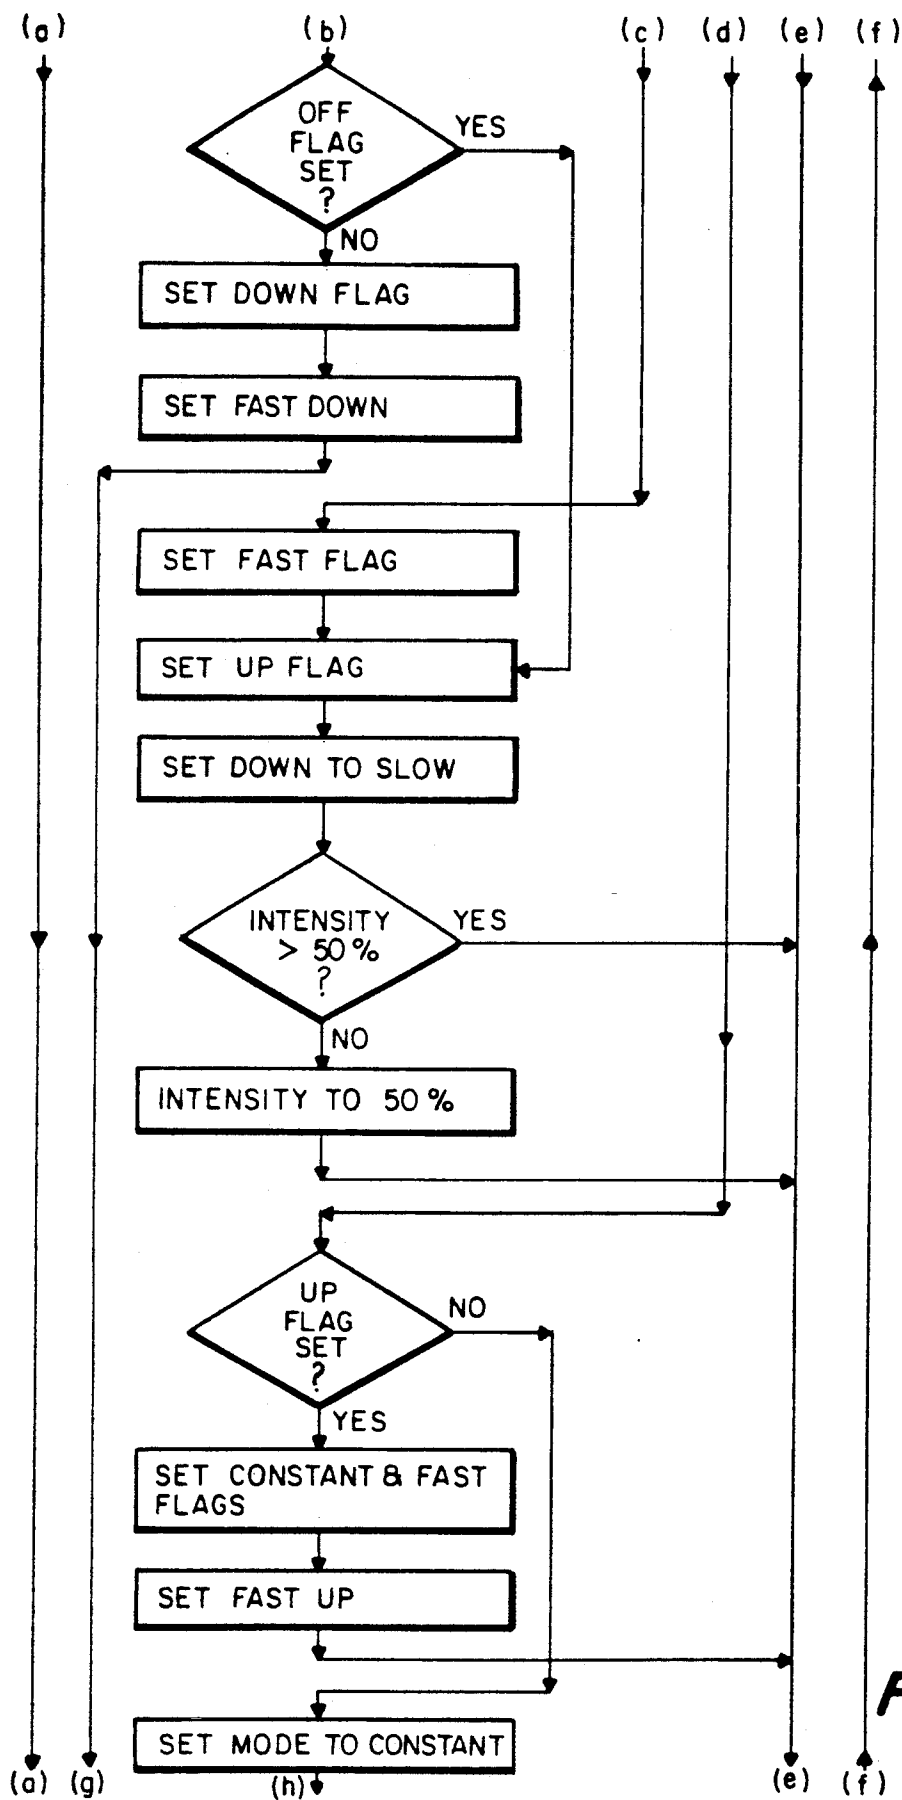 (a) (b) (c) (d) (e) (f)
OFF
FLAG
SET
?
YES
NO
SET DOWN FLAG
SET FAST DOWN
SET FAST FLAG
SET UP FLAG
SET DOWN TO SLOW
INTENSITY
> 50%
?
YES
NO
INTENSITY TO 50%
UP
FLAG
SET
?
NO
YES
SET CONSTANT & FAST
FLAGS
SET FAST UP
SET MODE TO CONSTANT
(a) (g) (h) (e) (f)